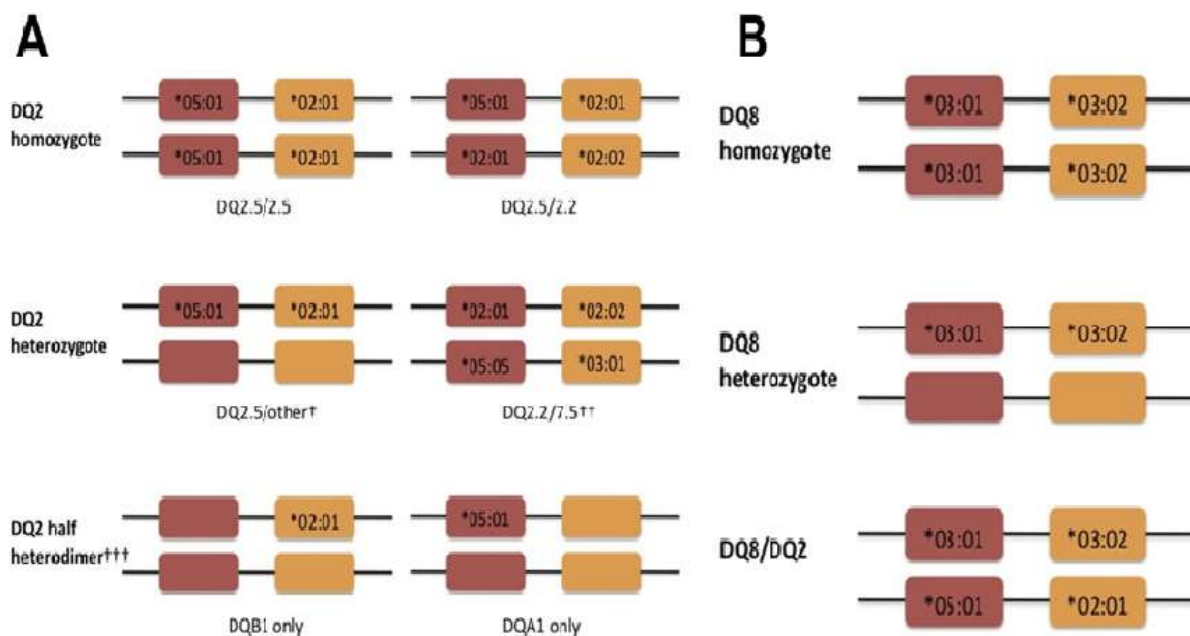 A
DQ2
homozygote
*05:01 *02:01
*05:01 *02:01
DQ2.5/2.5
*05:01 *02:01
*02:01 *02:02
DQ2.5/2.2
DQ2
heterozygote
*05:01 *02:01
DQ2.5/other†
*02:01 *02:02
*05:05 *03:01
DQ2.2/7.5††
DQ2 half
heterodimer†††
*02:01
DQB1 only
*05:01
DQA1 only
B
DQ8
homozygote
*03:01 *03:02
*03:01 *03:02
DQ8
heterozygote
*03:01 *03:02
DQ8/DQ2
*03:01 *03:02
*05:01 *02:01